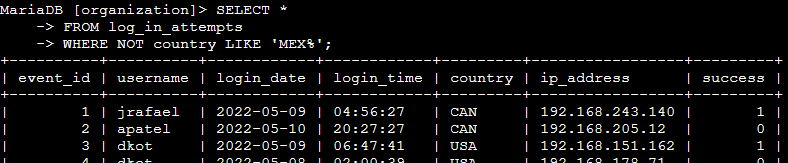 MariaDB [organization]> SELECT *
    -> FROM log_in_attempts
    -> WHERE NOT country LIKE 'MEX%';
+----------+----------+------------+------------+---------+-----------------+---------+
| event_id | username | login_date | login_time | country | ip_address      | success |
+----------+----------+------------+------------+---------+-----------------+---------+
|        1 | jrafael  | 2022-05-09 | 04:56:27   | CAN     | 192.168.243.140 |       1 |
|        2 | apatel   | 2022-05-10 | 20:27:27   | CAN     | 192.168.205.12  |       0 |
|        3 | dkot     | 2022-05-09 | 06:47:41   | USA     | 192.168.151.162 |       1 |
|        4 | dkot     | 2022-05-08 | 02:00:39   | USA     | 192.168.178.71  |       0 |